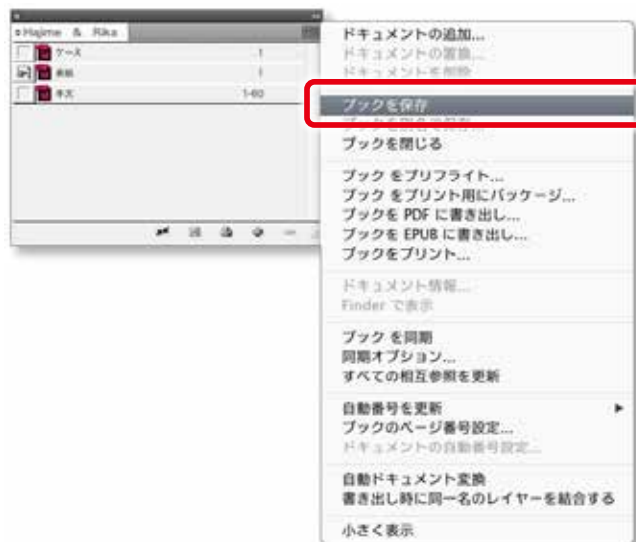 Hajime & Rika
ケース 1
表紙 1
本文 1-60
ドキュメントの追加...
ドキュメントの置換...
ドキュメントを削除
ブックを保存
ブックを別名で保存...
ブックを閉じる
ブック をプリフライト...
ブック をプリント用にパッケージ...
ブックを PDF に書き出し...
ブックを EPUB に書き出し...
ブックをプリント...
ドキュメント情報...
Finder で表示
ブック を同期
同期オプション...
すべての相互参照を更新
自動番号を更新
ブックのページ番号設定...
ドキュメントの自動番号設定...
自動ドキュメント変換
書き出し時に同一名のレイヤーを結合する
小さく表示